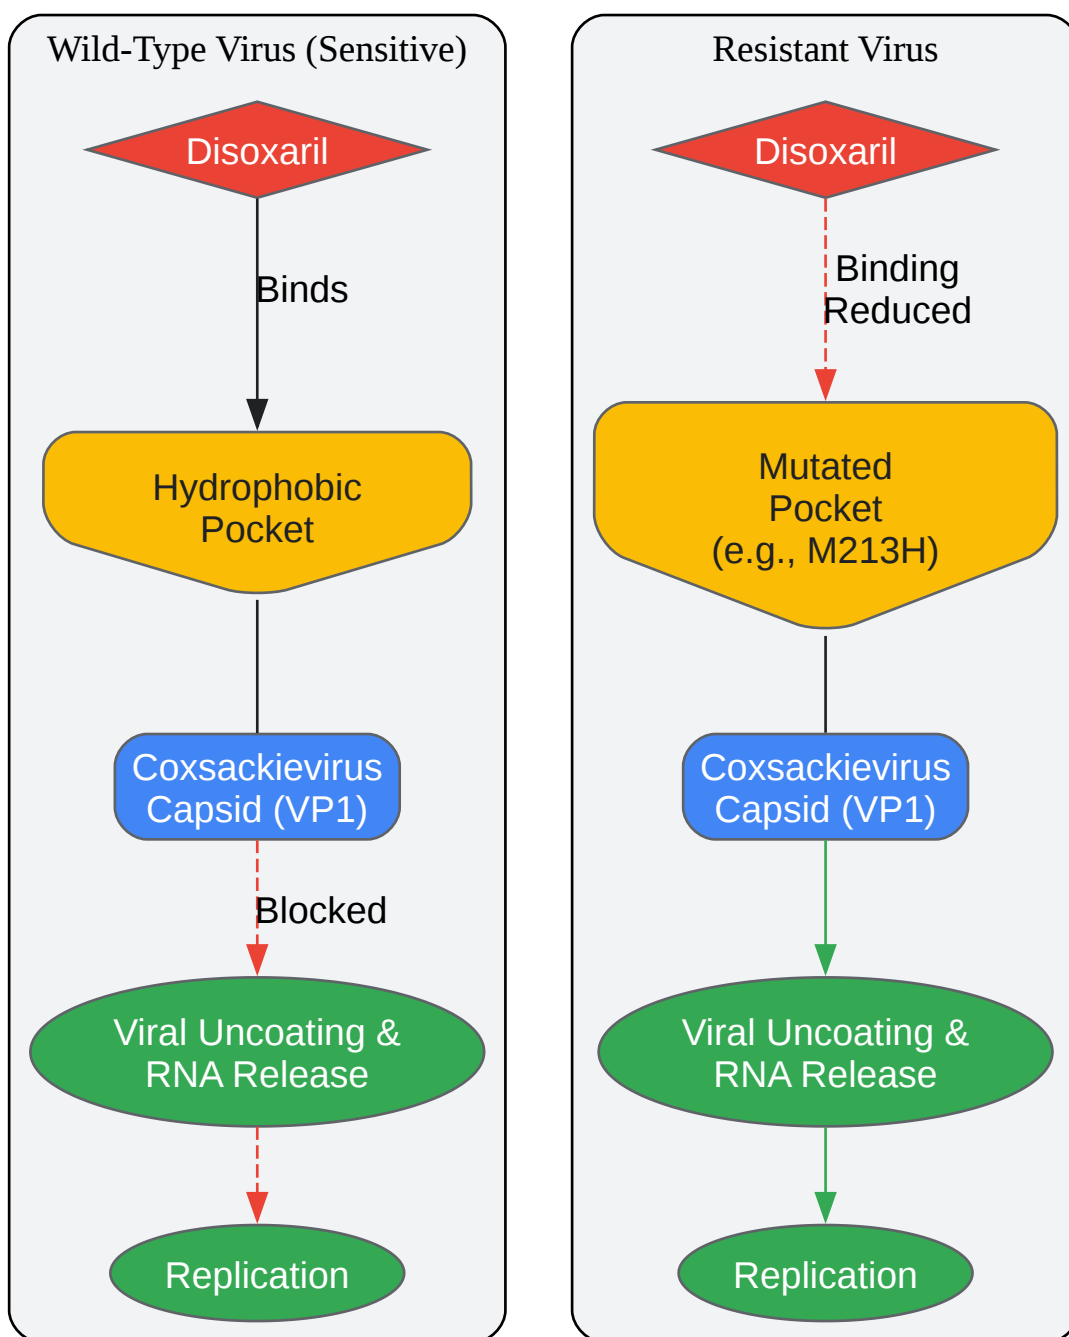 Wild-Type Virus (Sensitive)
Disoxaril
Binds
Hydrophobic
Pocket
Coxsackievirus
Capsid (VP1)
Blocked
Viral Uncoating &
RNA Release
Replication
Resistant Virus
Disoxaril
Binding
Reduced
Mutated
Pocket
(e.g., M213H)
Coxsackievirus
Capsid (VP1)
Viral Uncoating &
RNA Release
Replication